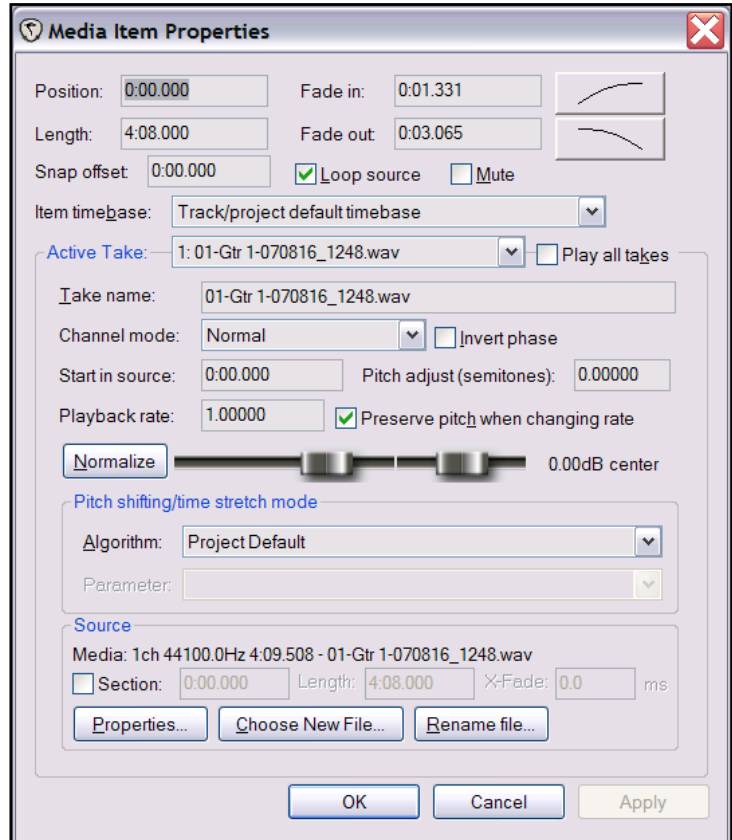 Media Item Properties
Position: 0:00.000 Fade in: 0:01.331
Length: 4:08.000 Fade out: 0:03.065
Snap offset: 0:00.000 Loop source Mute
Item timebase: Track/project default timebase
Active Take: 1: 01-Gtr 1-070816_1248.wav Play all takes
Take name: 01-Gtr 1-070816_1248.wav
Channel mode: Normal Invert phase
Start in source: 0:00.000 Pitch adjust (semitones): 0.00000
Playback rate: 1.00000 Preserve pitch when changing rate
Normalize 0.00dB center
Pitch shifting/time stretch mode
Algorithm: Project Default
Parameter:
Source
Media: 1ch 44100.0Hz 4:09.508 - 01-Gtr 1-070816_1248.wav
Section: 0:00.000 Length: 4:08.000 X-Fade: 0.0 ms
Properties... Choose New File... Rename file...
OK Cancel Apply